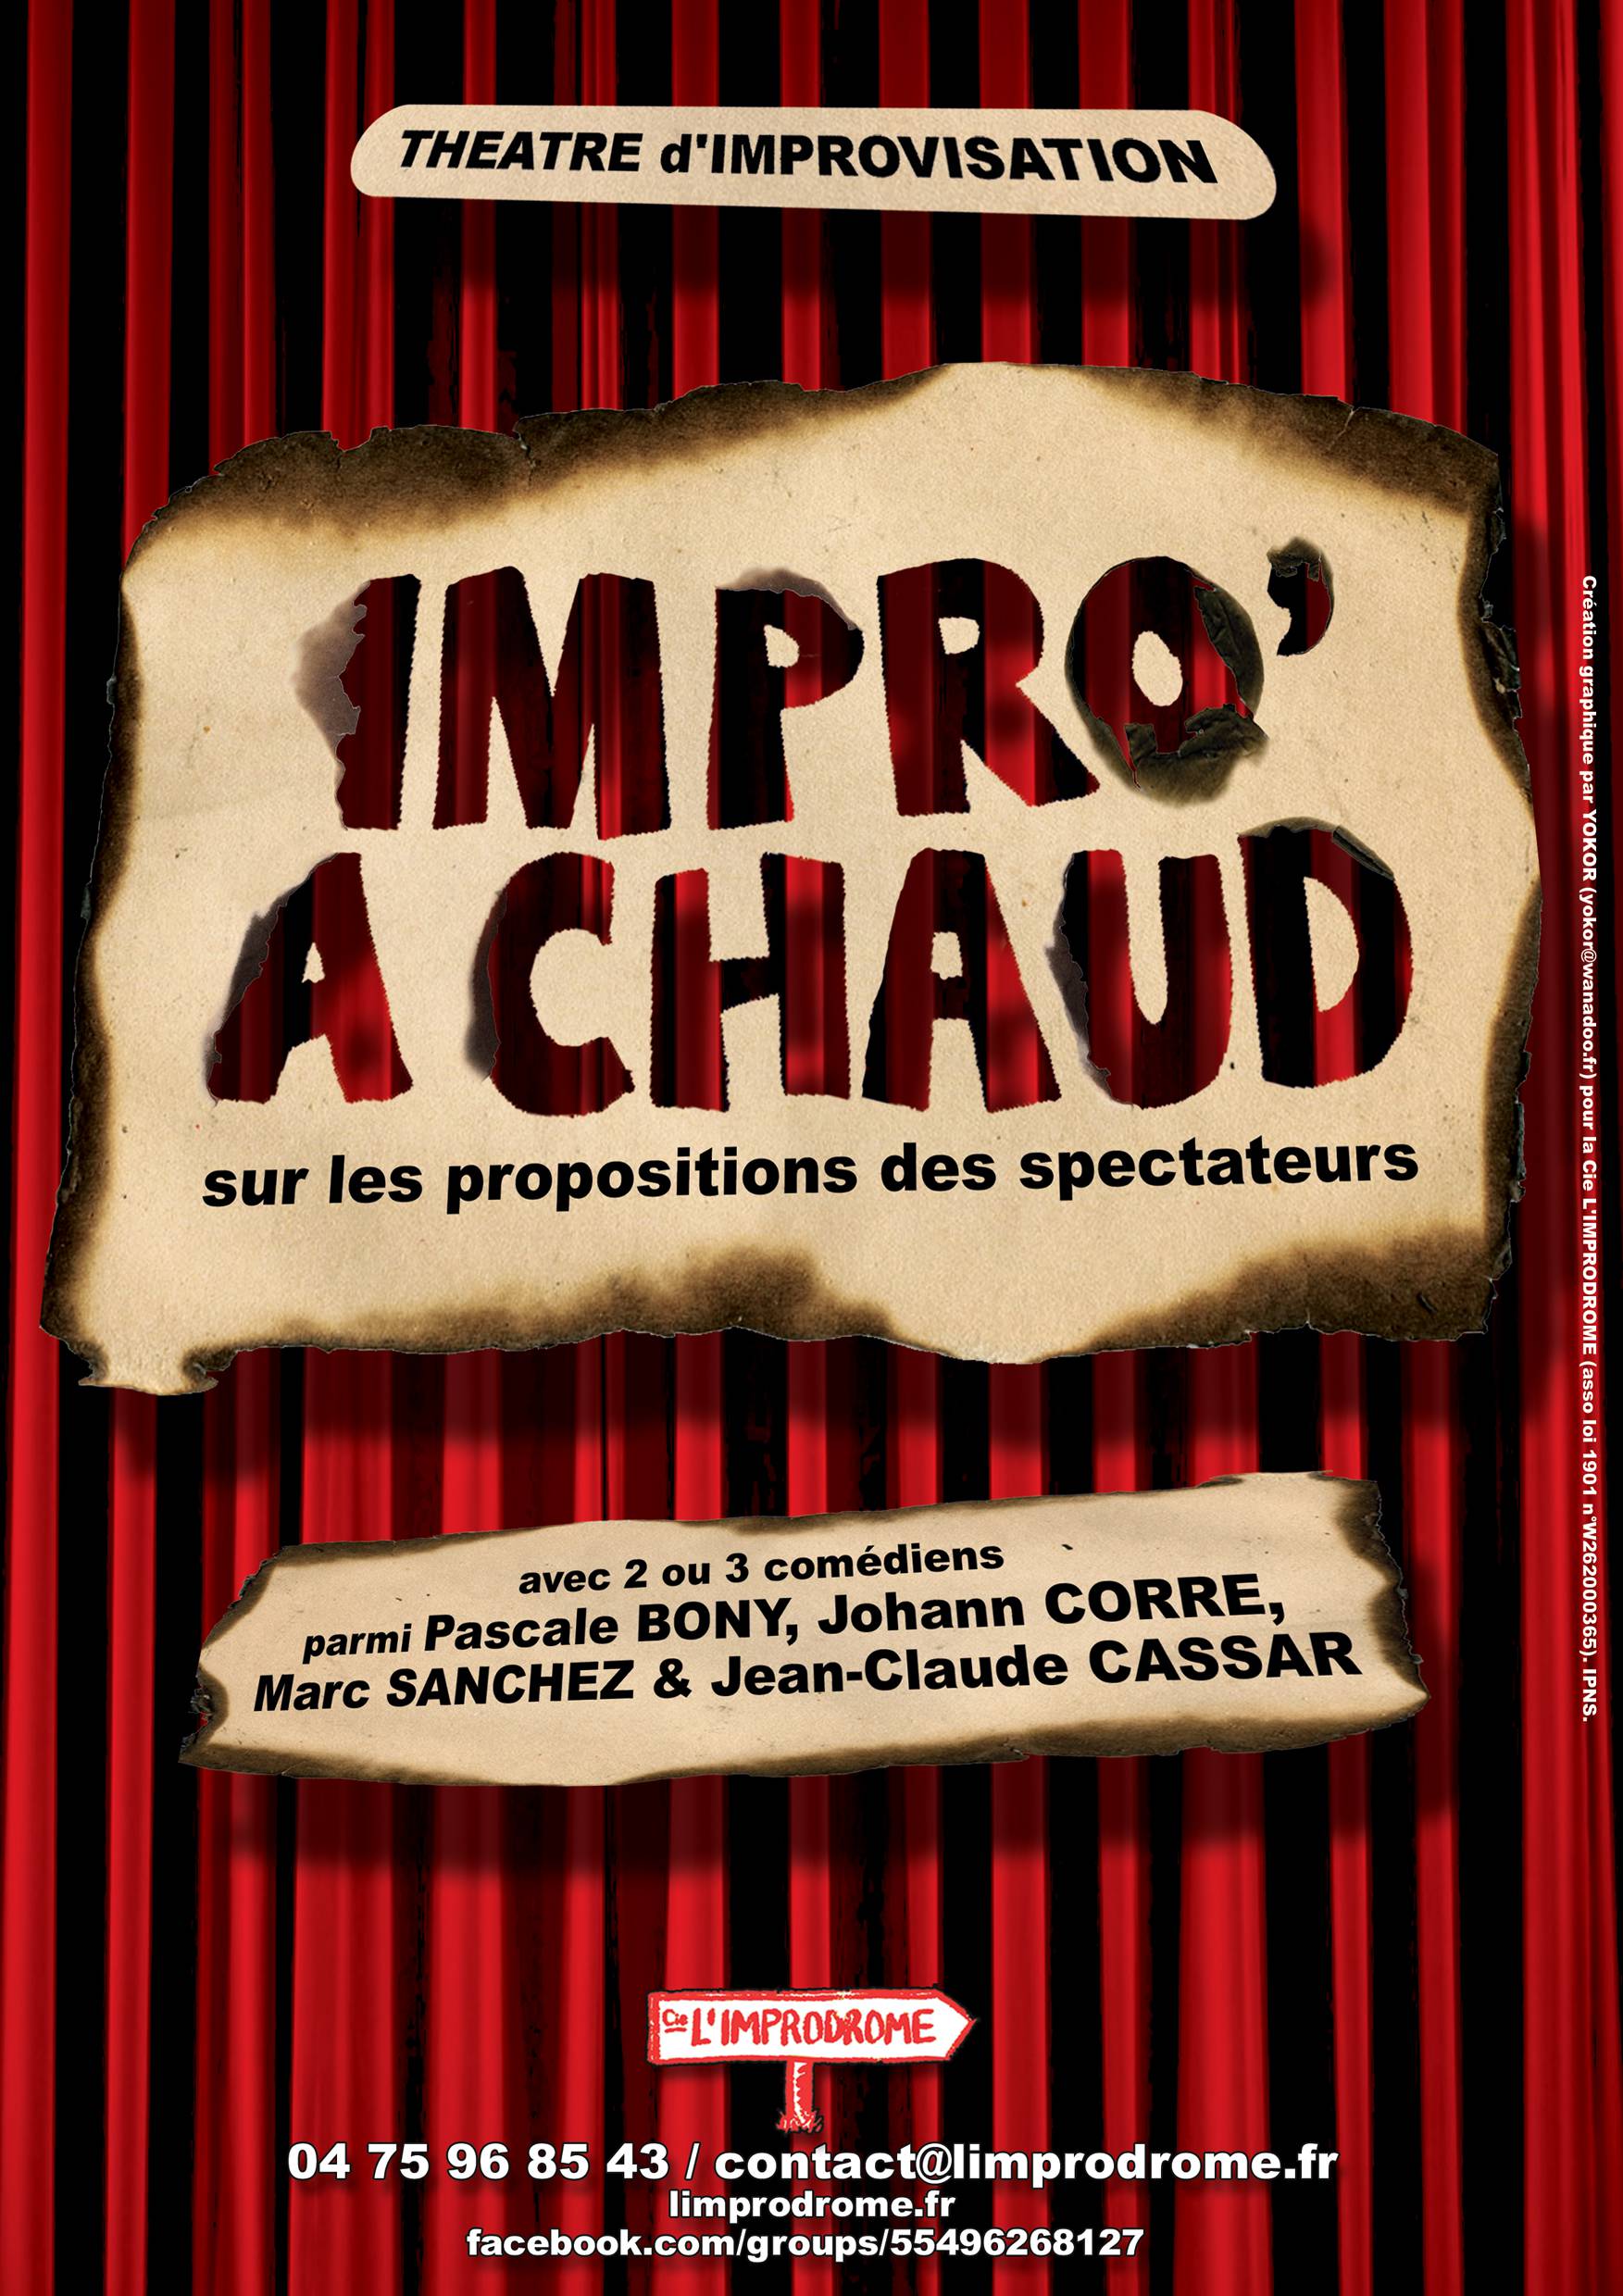 THEATRE d'IMPROVISATION
IMPRO'
A CHAUD
sur les propositions des spectateurs
avec 2 ou 3 comédiens
parmi Pascale BONY, Johann CORRE,
Marc SANCHEZ & Jean-Claude CASSAR
Cie L'IMPRODROME
04 75 96 85 43 / contact@limprodrome.fr
limprodrome.fr
facebook.com/groups/55496268127
Création graphique par YOKOR (yokor@wanadoo.fr) pour la Cie L'IMPRODROME (asso loi 1901 n°W262000365). IPNS.